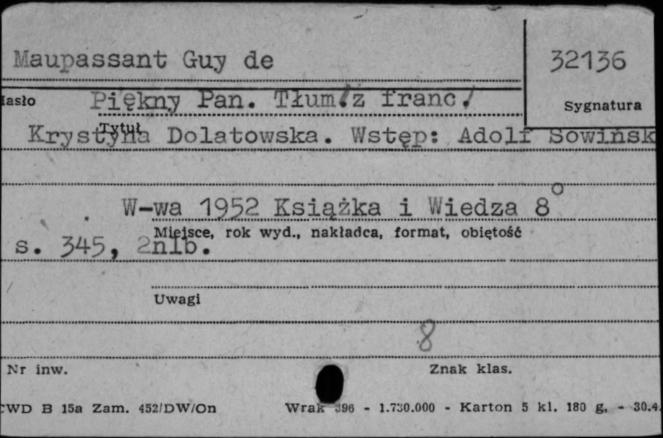 Maupassant Guy de
32136
Hasło
Piękny Pan. Tłum/z franc./
Sygnatura
Tytuł
Krystyna Dolatowska. Wstęp: Adolf Sowińsk
W-wa 1952 Książka i Wiedza 8°
Miejsce, rok wyd., nakładca, format, objętość
s. 345, 2nlb.
Uwagi
8
Nr inw.
Znak klas.
CWD B 15a Zam. 452/DW/On Wrak 396 - 1.730.000 - Karton 5 kl. 180 g. - 30.4.